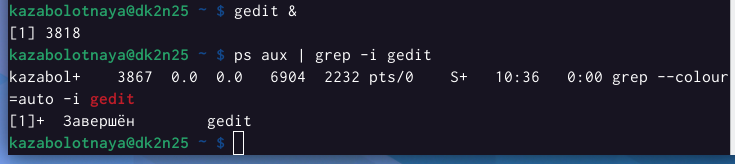 kazabolotnaya@dk2n25 ~ $ gedit &
[1] 3818
kazabolotnaya@dk2n25 ~ $ ps aux | grep -i gedit
kazabol+    3867  0.0  0.0   6904  2232 pts/0    S+   10:36   0:00 grep --colour
=auto -i gedit
[1]+  Завершён        gedit
kazabolotnaya@dk2n25 ~ $